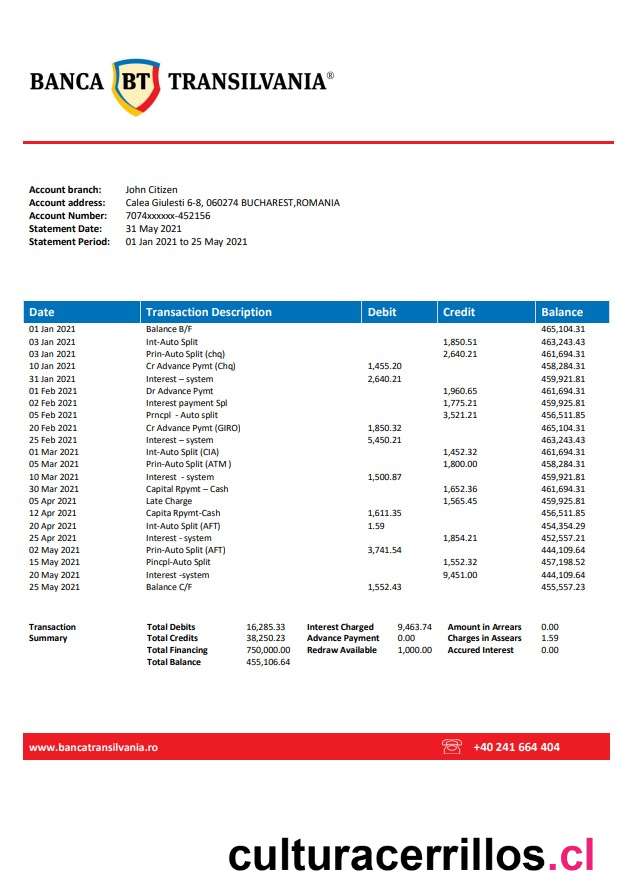 BANCA BT TRANSILVANIA®
Account branch: John Citizen
Account address: Calea Giulesti 6-8, 060274 BUCHAREST,ROMANIA
Account Number: 7074xxxxxx-452156
Statement Date: 31 May 2021
Statement Period: 01 Jan 2021 to 25 May 2021
Date Transaction Description Debit Credit Balance
01 Jan 2021 Balance B/F 465,104.31
03 Jan 2021 Int-Auto Split 1,850.51 463,243.43
03 Jan 2021 Prin-Auto Split (chq) 2,640.21 461,694.31
10 Jan 2021 Cr Advance Pymt (Chq) 1,455.20 458,284.31
31 Jan 2021 Interest – system 2,640.21 459,921.81
01 Feb 2021 Dr Advance Pymt 1,960.65 461,694.31
02 Feb 2021 Interest payment Spl 1,775.21 459,925.81
05 Feb 2021 Prncpl - Auto split 3,521.21 456,511.85
20 Feb 2021 Cr Advance Pymt (GIRO) 1,850.32 465,104.31
25 Feb 2021 Interest – system 5,450.21 463,243.43
01 Mar 2021 Int-Auto Split (CIA) 1,452.32 461,694.31
05 Mar 2021 Prin-Auto Split (ATM ) 1,800.00 458,284.31
10 Mar 2021 Interest - system 1,500.87 459,921.81
30 Mar 2021 Capital Rpymt – Cash 1,652.36 461,694.31
05 Apr 2021 Late Charge 1,565.45 459,925.81
12 Apr 2021 Capita Rpymt-Cash 1,611.35 456,511.85
20 Apr 2021 Int-Auto Split (AFT) 1.59 454,354.29
25 Apr 2021 Interest - system 1,854.21 452,557.21
02 May 2021 Prin-Auto Split (AFT) 3,741.54 444,109.64
15 May 2021 Pincpl-Auto Split 1,552.32 457,198.52
20 May 2021 Interest -system 9,451.00 444,109.64
25 May 2021 Balance C/F 1,552.43 455,557.23
Transaction Total Debits 16,285.33 Interest Charged 9,463.74 Amount in Arrears 0.00
Summary Total Credits 38,250.23 Advance Payment 0.00 Charges in Assears 1.59
Total Financing 750,000.00 Redraw Available 1,000.00 Accured Interest 0.00
Total Balance 455,106.64
www.bancatransilvania.ro +40 241 664 404
culturacerrillos.cl